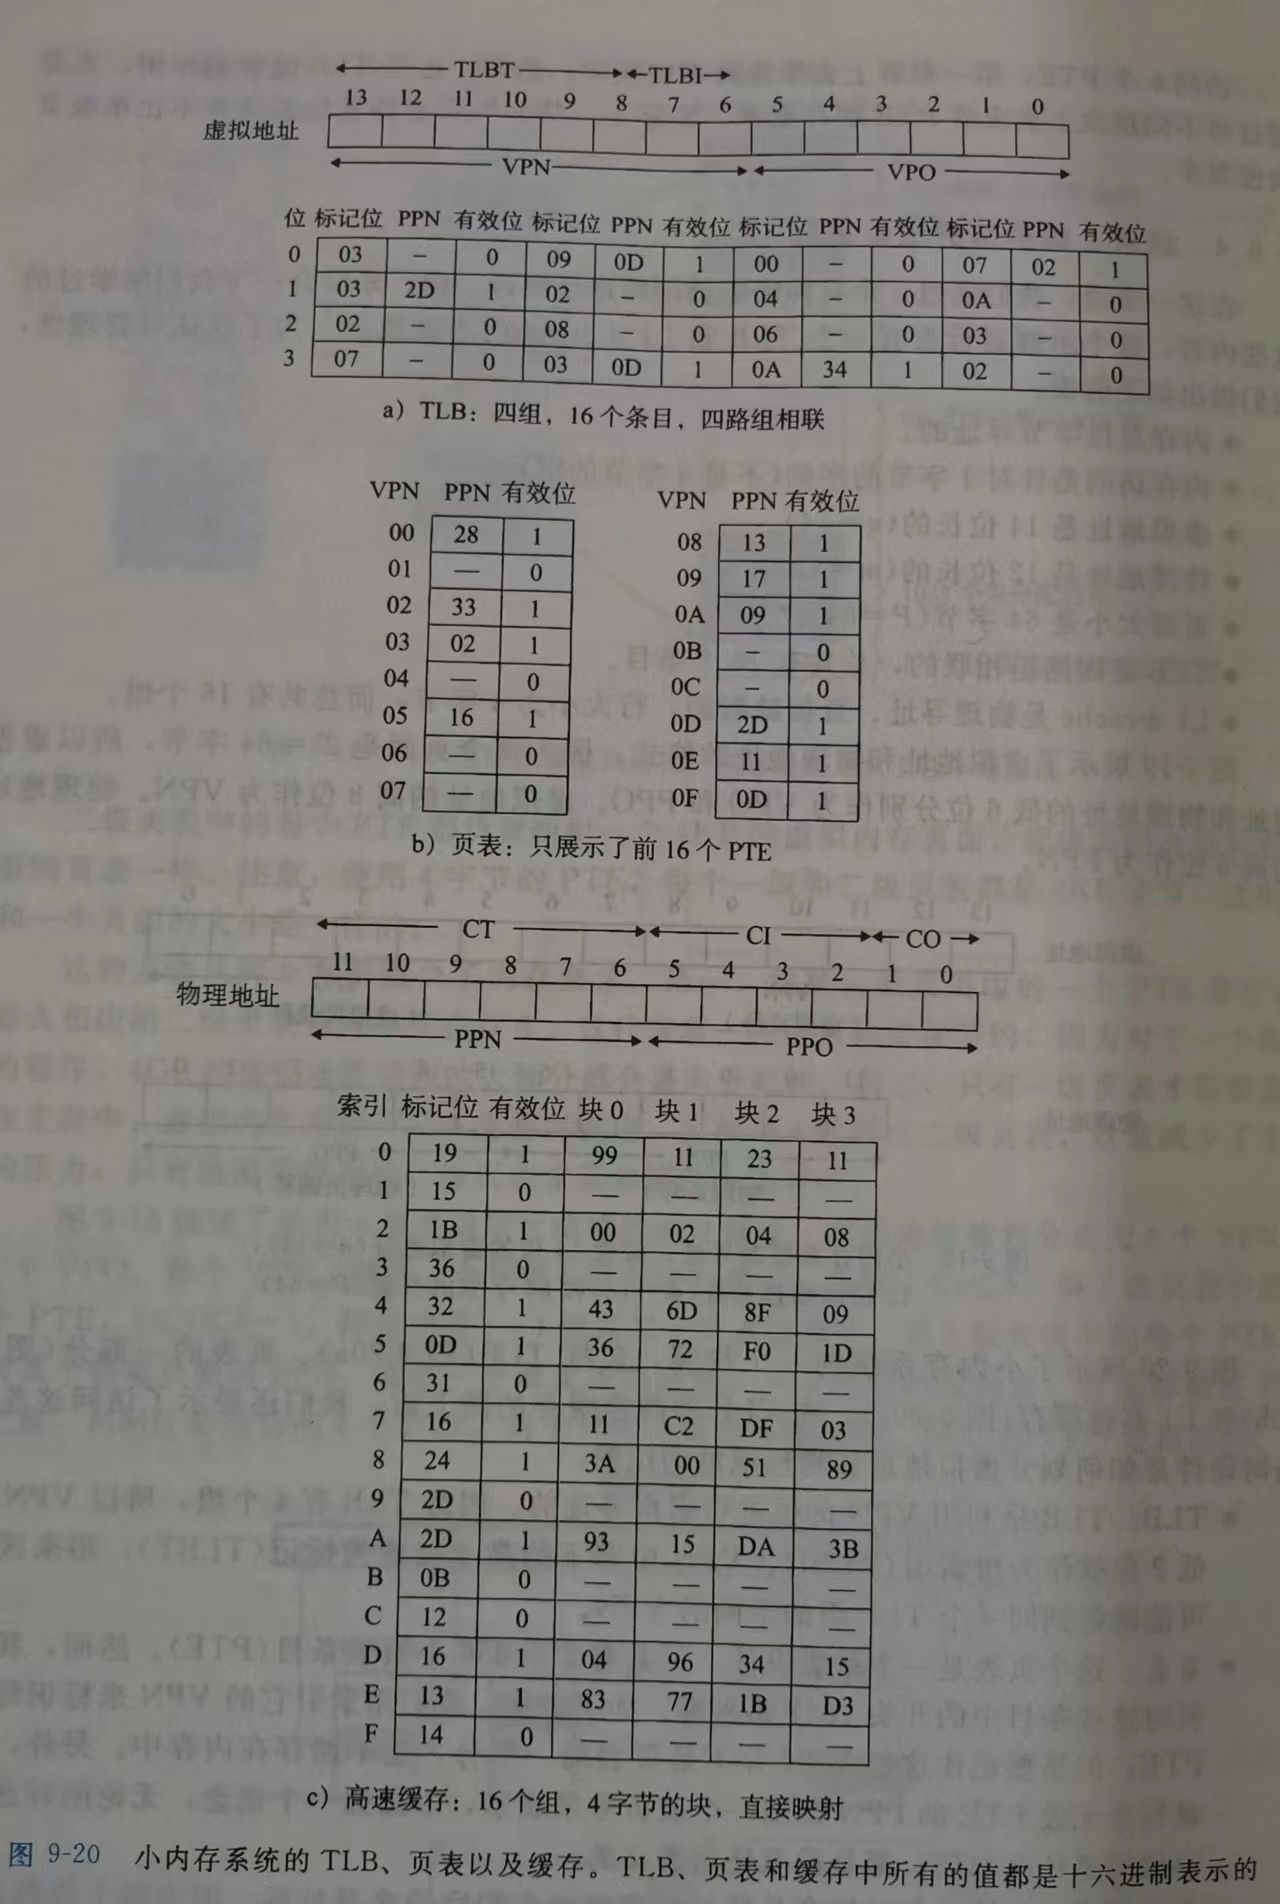 TLBT TLBI
13 12 11 10 9 8 7 6 5 4 3 2 1 0
虚拟地址
VPN VPO
位 标记位 PPN 有效位 标记位 PPN 有效位 标记位 PPN 有效位 标记位 PPN 有效位
0 03 – 0 09 0D 1 00 – 0 07 02 1
1 03 2D 1 02 – 0 04 – 0 0A – 0
2 02 – 0 08 – 0 06 – 0 03 – 0
3 07 – 0 03 0D 1 0A 34 1 02 – 0
a）TLB：四组，16 个条目，四路组相联
VPN PPN 有效位 VPN PPN 有效位
00 28 1 08 13 1
01 — 0 09 17 1
02 33 1 0A 09 1
03 02 1 0B – 0
04 — 0 0C – 0
05 16 1 0D 2D 1
06 — 0 0E 11 1
07 — 0 0F 0D 1
b）页表：只展示了前 16 个 PTE
CT CI CO
11 10 9 8 7 6 5 4 3 2 1 0
物理地址
PPN PPO
索引 标记位 有效位 块 0 块 1 块 2 块 3
0 19 1 99 11 23 11
1 15 0 — — — —
2 1B 1 00 02 04 08
3 36 0 — — — —
4 32 1 43 6D 8F 09
5 0D 1 36 72 F0 1D
6 31 0 — — — —
7 16 1 11 C2 DF 03
8 24 1 3A 00 51 89
9 2D 0 — — — —
A 2D 1 93 15 DA 3B
B 0B 0 — — — —
C 12 0 — — — —
D 16 1 04 96 34 15
E 13 1 83 77 1B D3
F 14 0 — — — —
c）高速缓存：16 个组，4 字节的块，直接映射
图 9-20 小内存系统的 TLB、页表以及缓存。TLB、页表和缓存中所有的值都是十六进制表示的